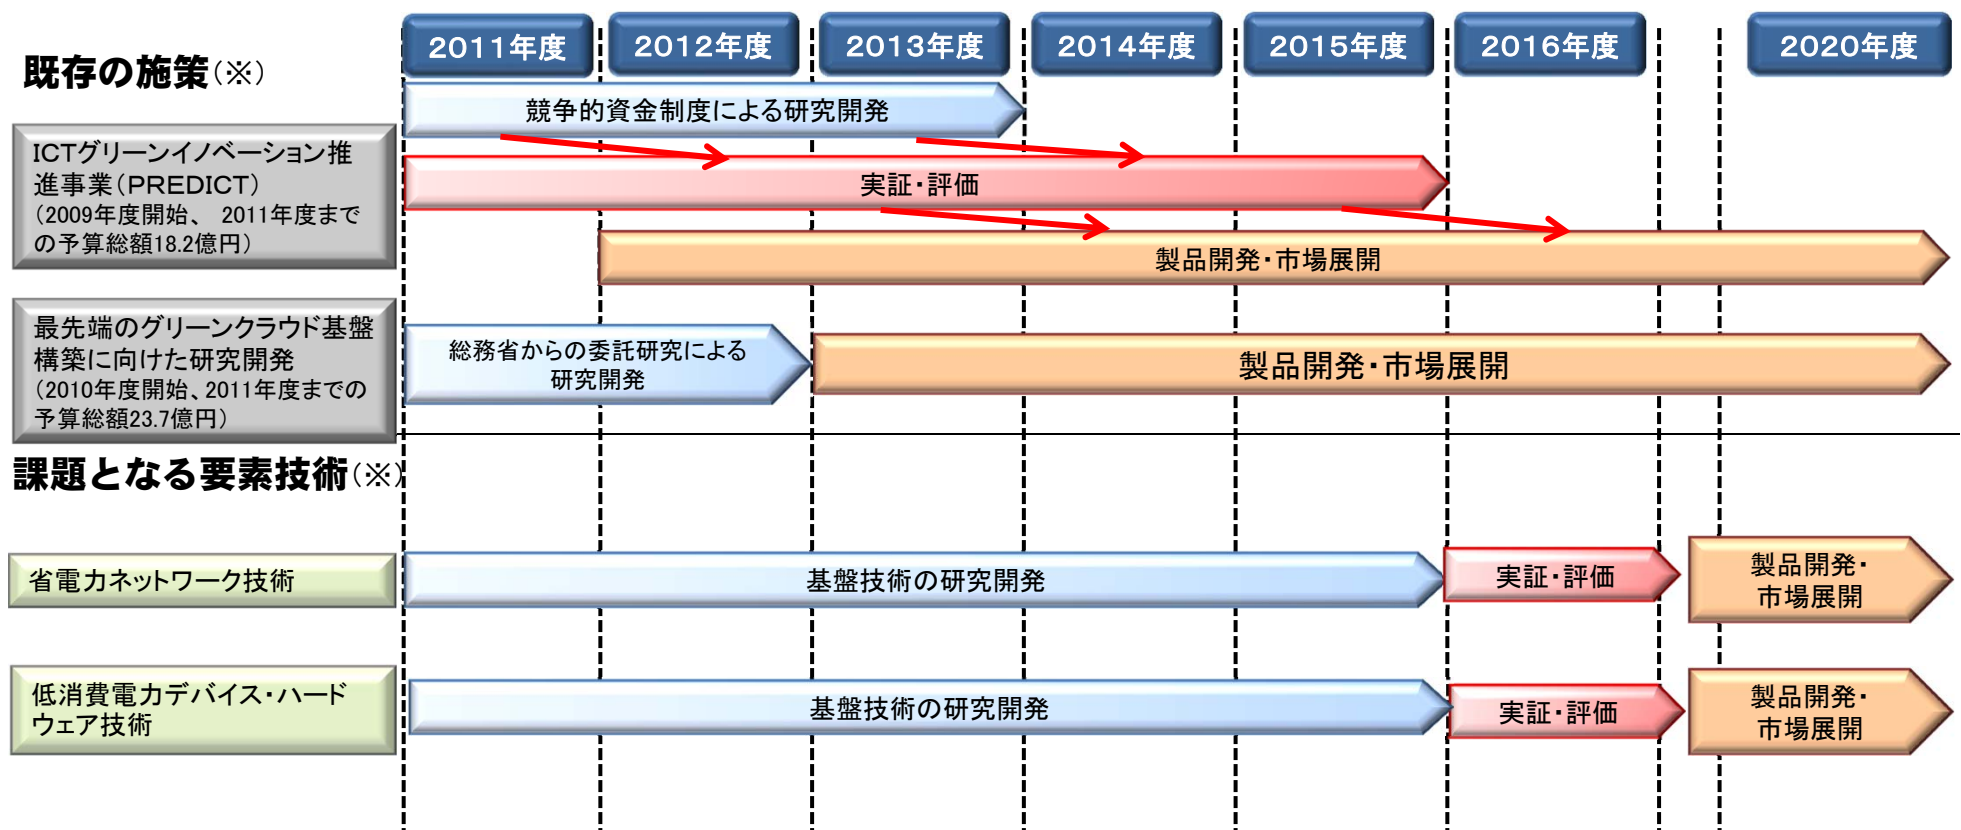 2011年度
2012年度
2013年度
2014年度
2015年度
2016年度
2020年度
既存の施策(※)
競争的資金制度による研究開発
ICTグリーンイノベーション推
進事業(PREDICT)
(2009年度開始、 2011年度まで
の予算総額18.2億円)
実証・評価
製品開発・市場展開
最先端のグリーンクラウド基盤
構築に向けた研究開発
(2010年度開始、2011年度までの
予算総額23.7億円)
総務省からの委託研究による
研究開発
製品開発・市場展開
課題となる要素技術(※)
省電力ネットワーク技術
基盤技術の研究開発
実証・評価
製品開発・
市場展開
低消費電力デバイス・ハード
ウェア技術
基盤技術の研究開発
実証・評価
製品開発・
市場展開